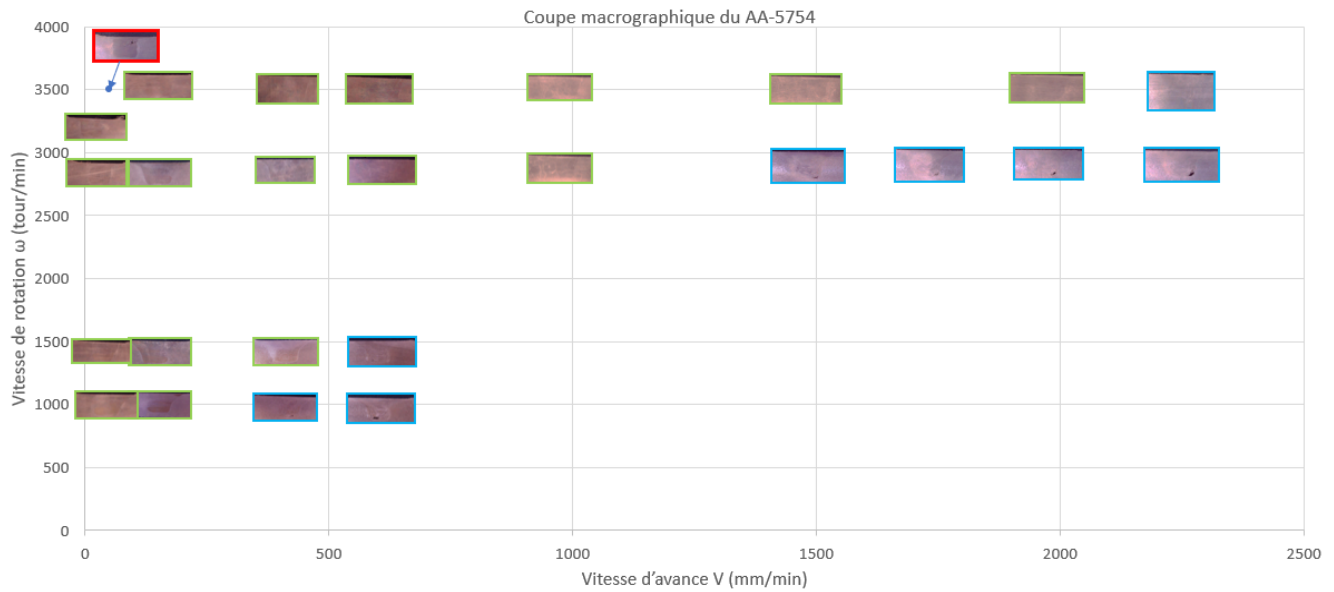 Coupe macrographique du AA-5754
Vitesse de rotation ω (tour/min)
4000
3500
3000
2500
2000
1500
1000
500
0
0 500 1000 1500 2000 2500
Vitesse d’avance V (mm/min)